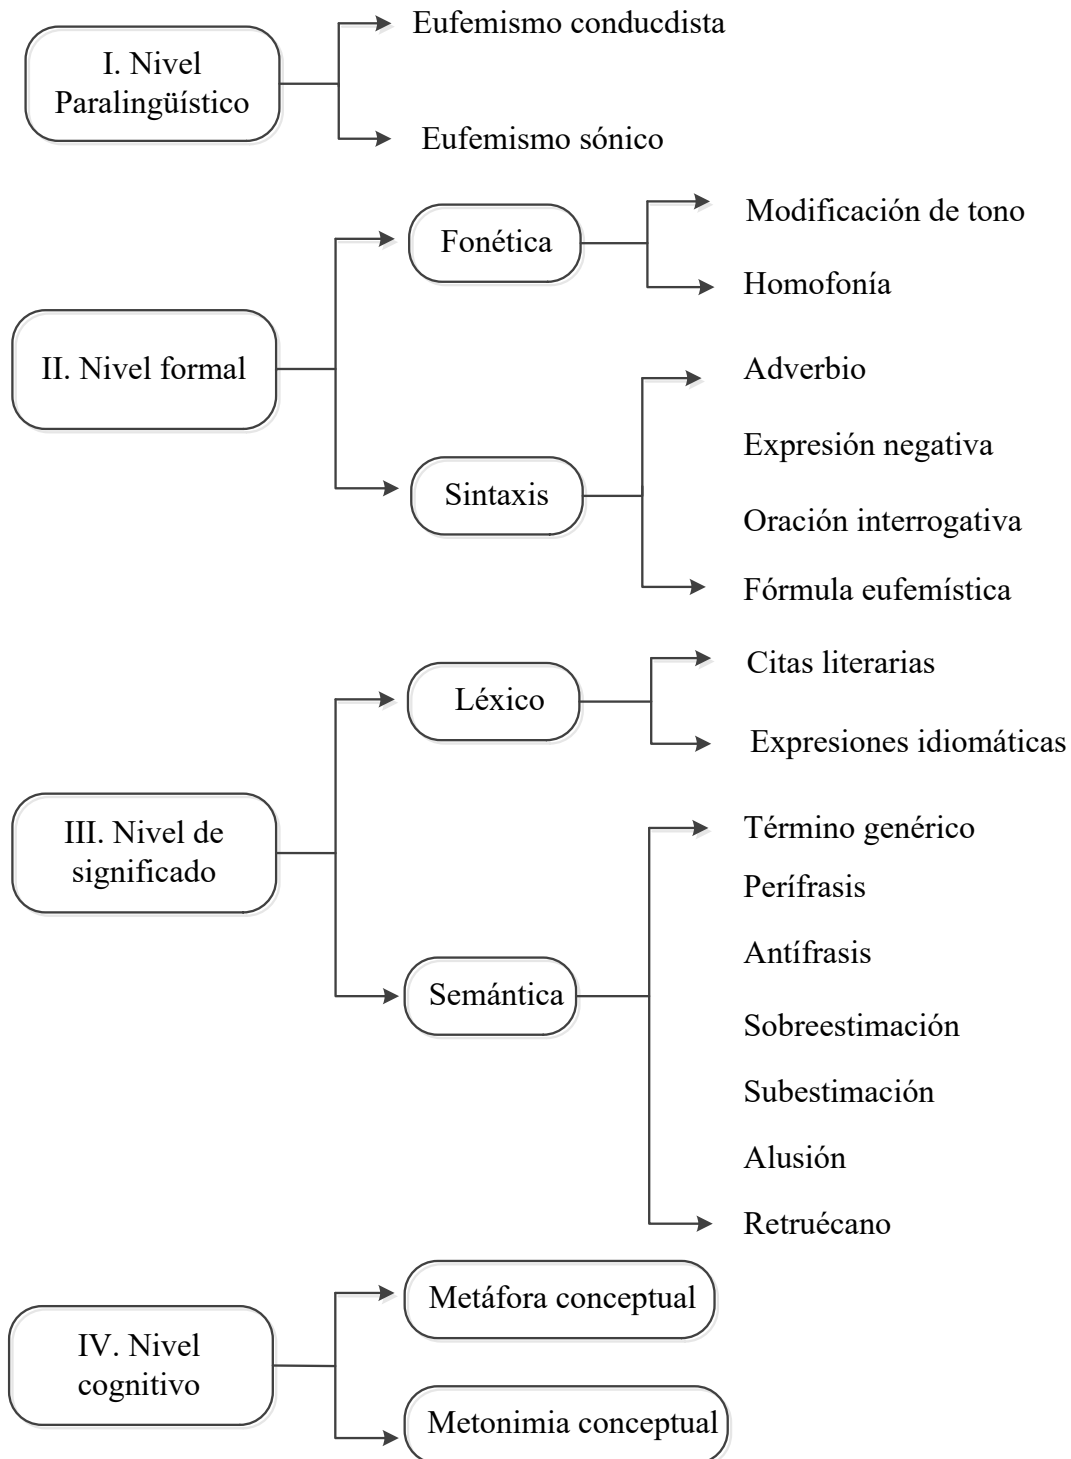 Eufemismo conducdista
I. Nivel
Paralingüístico
Eufemismo sónico
Modificación de tono
Fonética
Homofonía
II. Nivel formal
Adverbio
Expresión negativa
Sintaxis
Oración interrogativa
Fórmula eufemística
Citas literarias
Léxico
Expresiones idiomáticas
III. Nivel de
significado
Término genérico
Perífrasis
Antífrasis
Semántica
Sobreestimación
Subestimación
Alusión
Retruécano
Metáfora conceptual
IV. Nivel
cognitivo
Metonimia conceptual